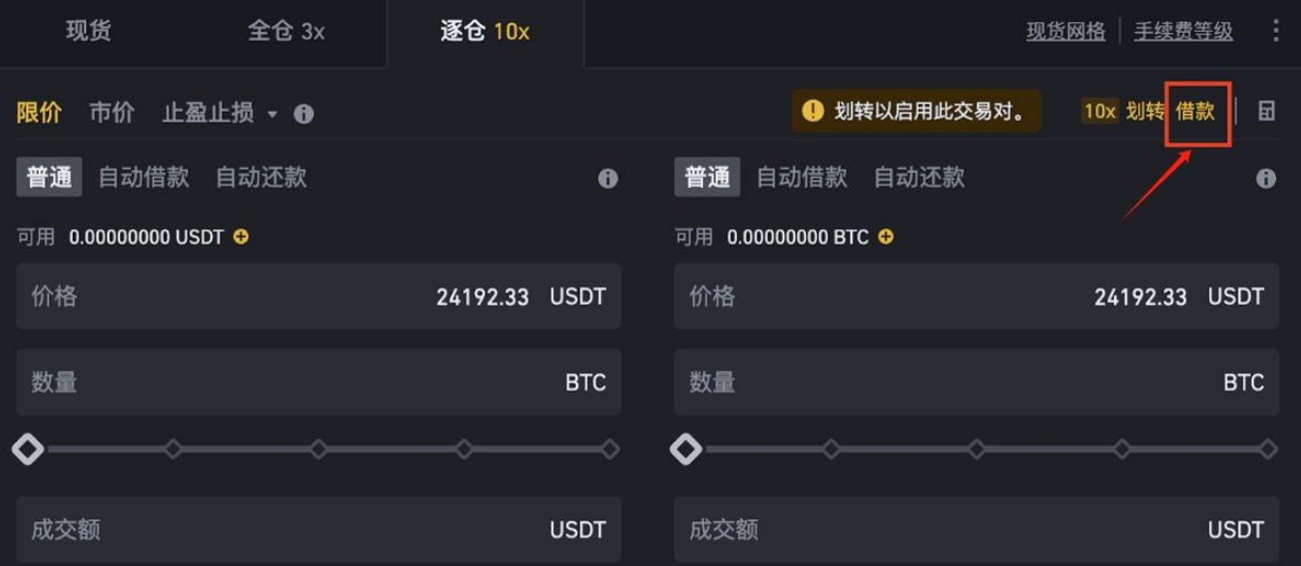 现货 全仓 3x 逐仓 10x 现货网格 手续费等级
限价 市价 止盈止损 划转以启用此交易对。 10x 划转 借款
普通 自动借款 自动还款 普通 自动借款 自动还款
可用 0.00000000 USDT 可用 0.00000000 BTC
价格 24192.33 USDT 价格 24192.33 USDT
数量 BTC 数量 BTC
成交额 USDT 成交额 USDT